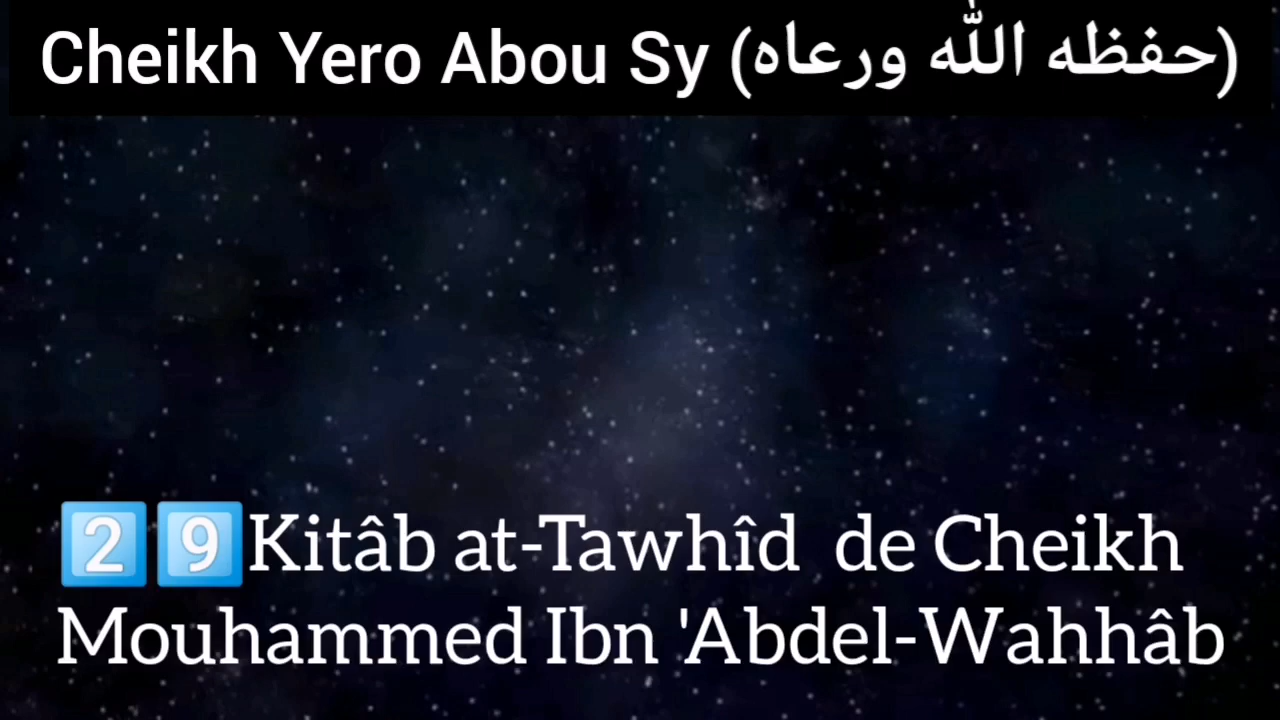 Cheikh Yero Abou Sy (حفظه الله ورعاه)
2️⃣9️⃣Kitâb at-Tawhîd de Cheikh
Mouhammed Ibn 'Abdel-Wahhâb